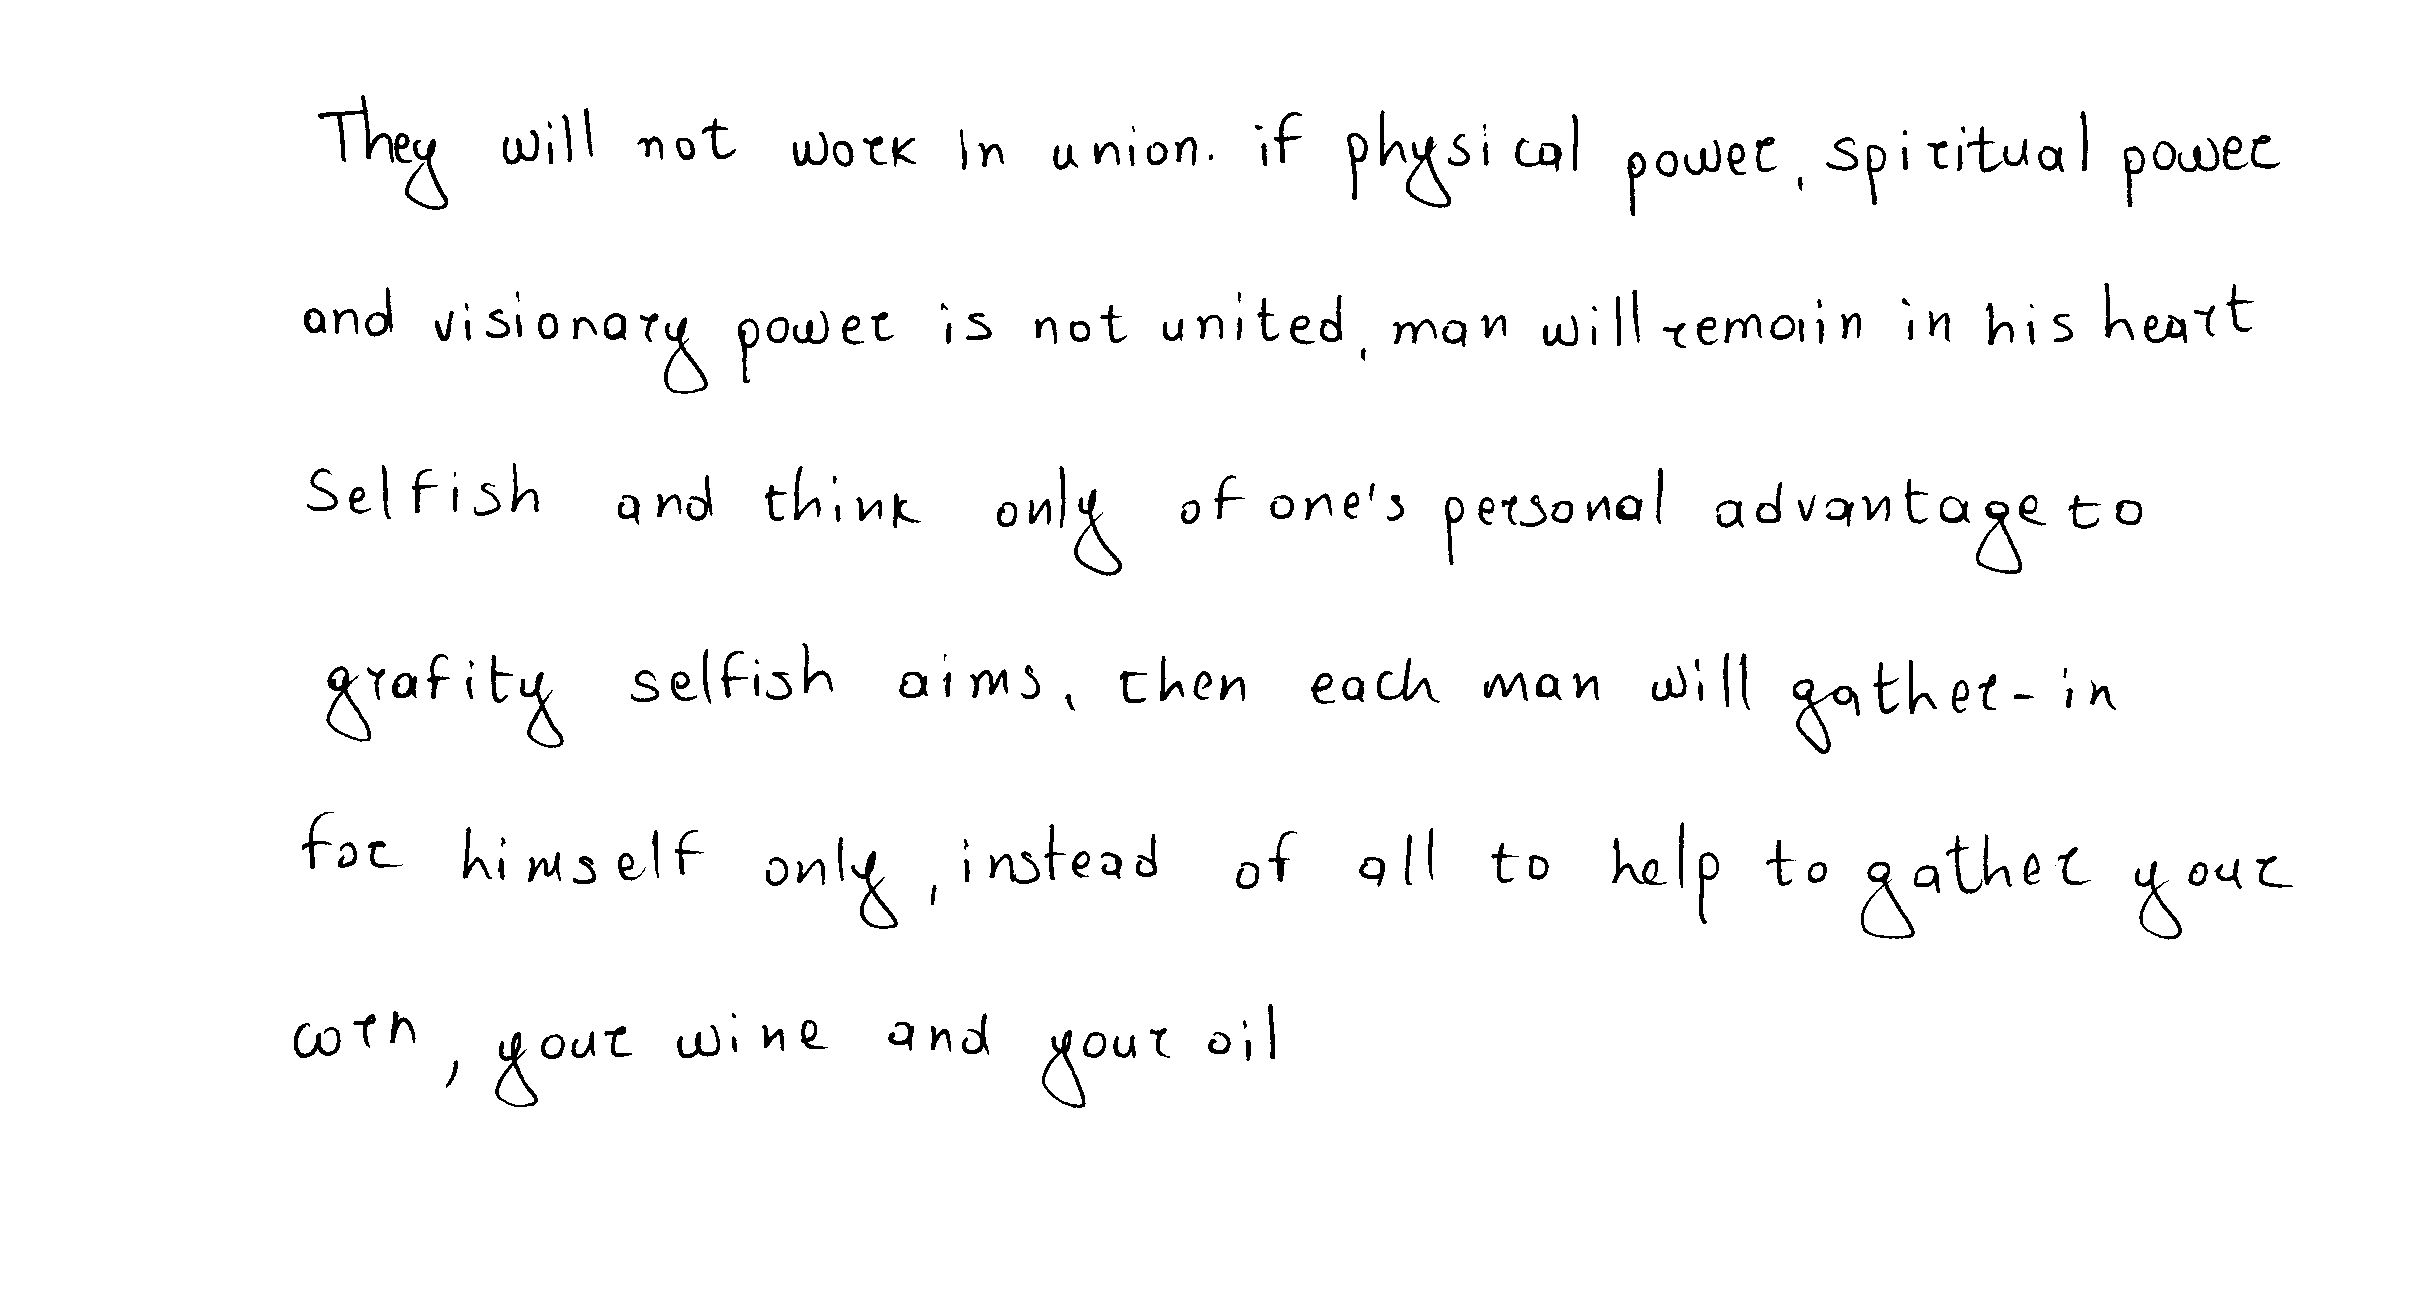 They will not work in union. if physical power, spiritual power
and visionary power is not united, man will remain in his heart
Selfish and think only of one's personal advantage to
grafity selfish aims, then each man will gather-in
for himself only, instead of all to help to gather your
corn, your wine and your oil